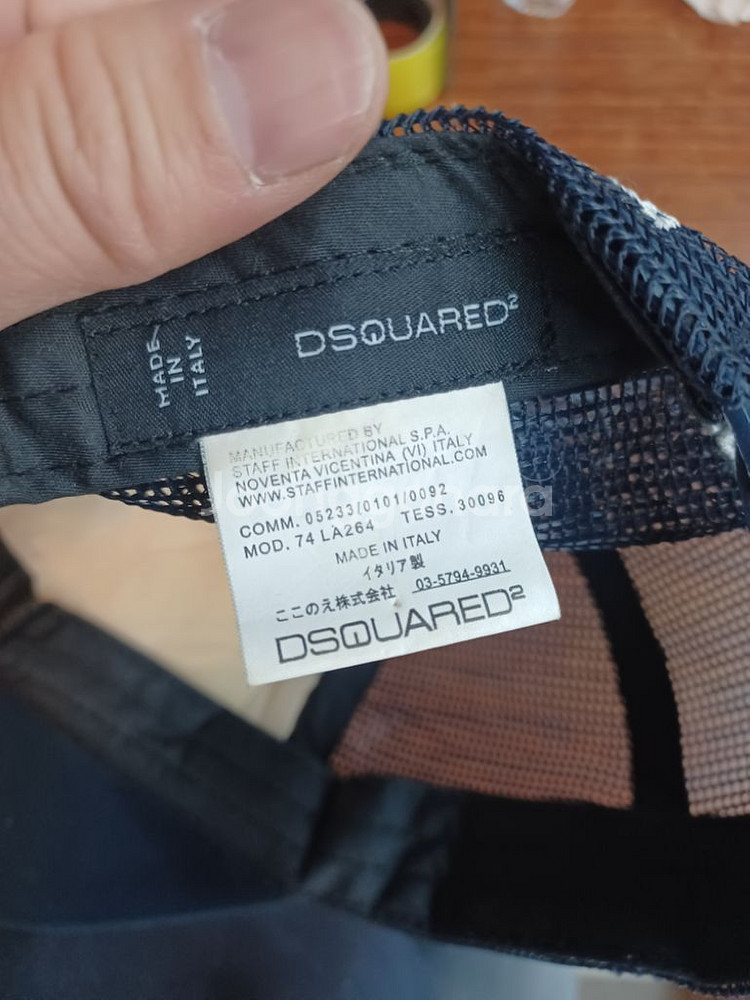 MADE
IN
ITALY
DSQUARED²
MANUFACTURED BY
STAFF INTERNATIONAL S.P.A.
NOVENTA VICENTINA (VI) ITALY
WWW.STAFFINTERNATIONAL.COM
COMM. 05233/0101/0092
MOD. 74 LA264 TESS. 30096
MADE IN ITALY
イタリア製
ここのえ株式会社 03-5794-9931
DSQUARED²